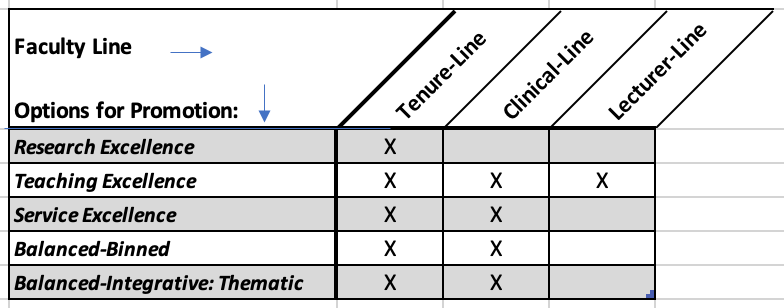 Faculty Line
Options for Promotion:
Tenure-Line
Clinical-Line
Lecturer-Line
Research Excellence X
Teaching Excellence X X X
Service Excellence X X
Balanced-Binned X X
Balanced-Integrative: Thematic X X